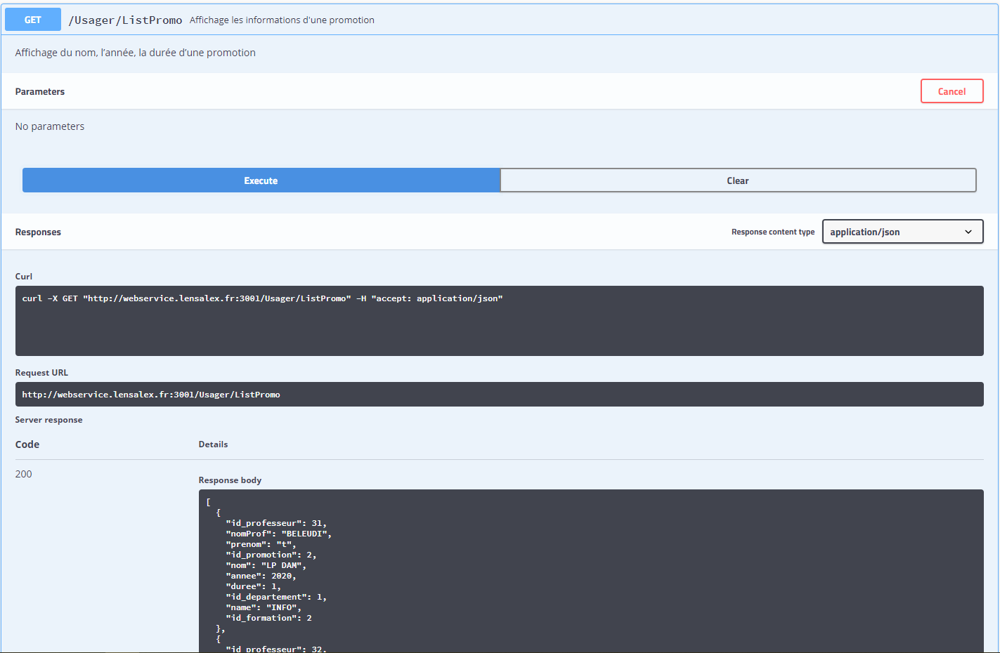 GET /Usager/ListPromo Affichage les informations d'une promotion
Affichage du nom, l’année, la durée d’une promotion
Parameters Cancel
No parameters
Execute Clear
Responses Response content type application/json
Curl
curl -X GET "http://webservice.lensalex.fr:3001/Usager/ListPromo" -H "accept: application/json"
Request URL
http://webservice.lensalex.fr:3001/Usager/ListPromo
Server response
Code Details
200
Response body
[
{
"id_professeur": 31,
"nomProf": "BELEUDI",
"prenom": "t",
"id_promotion": 2,
"nom": "LP DAM",
"annee": 2020,
"duree": 1,
"id_departement": 1,
"name": "INFO",
"id_formation": 2
},
{
"id_professeur": 32,